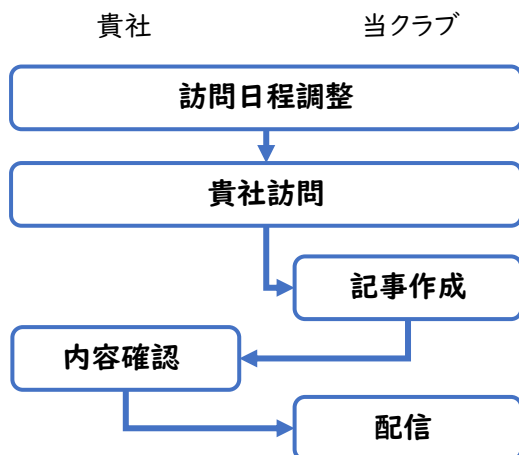 貴社
当クラブ
訪問日程調整
貴社訪問
記事作成
内容確認
配信